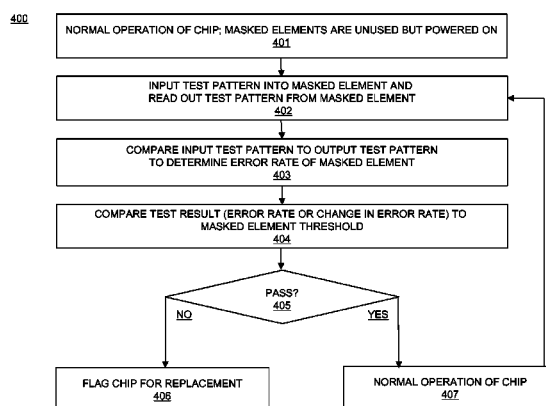 400
NORMAL OPERATION OF CHIP; MASKED ELEMENTS ARE UNUSED BUT POWERED ON
401
INPUT TEST PATTERN INTO MASKED ELEMENT AND
READ OUT TEST PATTERN FROM MASKED ELEMENT
402
COMPARE INPUT TEST PATTERN TO OUTPUT TEST PATTERN
TO DETERMINE ERROR RATE OF MASKED ELEMENT
403
COMPARE TEST RESULT (ERROR RATE OR CHANGE IN ERROR RATE) TO
MASKED ELEMENT THRESHOLD
404
PASS?
405
NO
YES
FLAG CHIP FOR REPLACEMENT
406
NORMAL OPERATION OF CHIP
407